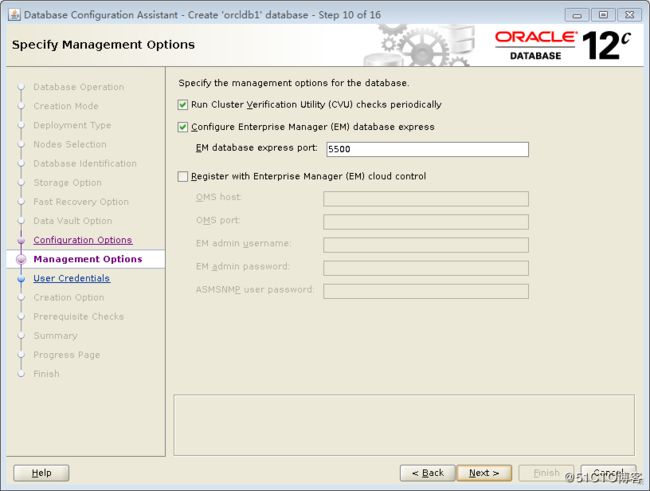 Database Configuration Assistant - Create 'orcldb1' database - Step 10 of 16
Specify Management Options
ORACLE
DATABASE
12c
Database Operation
Creation Mode
Deployment Type
Nodes Selection
Database Identification
Storage Option
Fast Recovery Option
Data Vault Option
Configuration Options
Management Options
User Credentials
Creation Option
Prerequisite Checks
Summary
Progress Page
Finish
Specify the management options for the database.
Run Cluster Verification Utility (CVU) checks periodically
Configure Enterprise Manager (EM) database express
EM database express port: 5500
Register with Enterprise Manager (EM) cloud control
OMS host:
OMS port:
EM admin username:
EM admin password:
ASMSNMP user password:
Help
< Back
Next >
Finish
Cancel
@51CTO博客